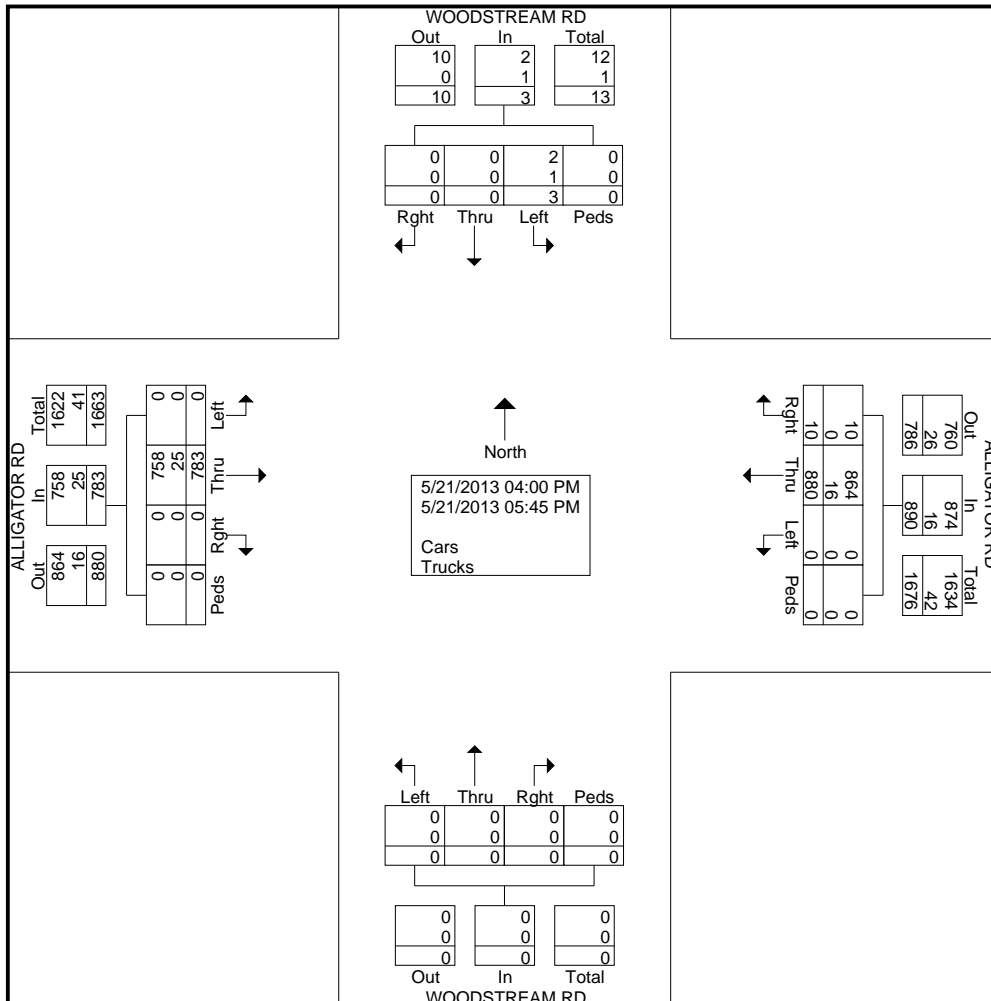 WOODSTREAM RD
Out In Total
10 2 12
0 1 1
10 3 13
0 0 2 0
0 0 1 0
0 0 3 0
Rght Thru Left Peds
ALLIGATOR RD
Total In Out
1622 758 864
41 25 16
1663 783 880
0 758 0 0
0 25 0 0
0 783 0 0
Left Thru Rght Peds
North
5/21/2013 04:00 PM
5/21/2013 05:45 PM
Cars
Trucks
Rght Thru Left Peds
10 864 0 0
0 16 0 0
10 880 0 0
Out In Total
760 874 1634
26 16 42
786 890 1676
ALLIGATOR RD
Left Thru Rght Peds
0 0 0 0
0 0 0 0
0 0 0 0
0 0 0
0 0 0
0 0 0
Out In Total
WOODSTREAM RD